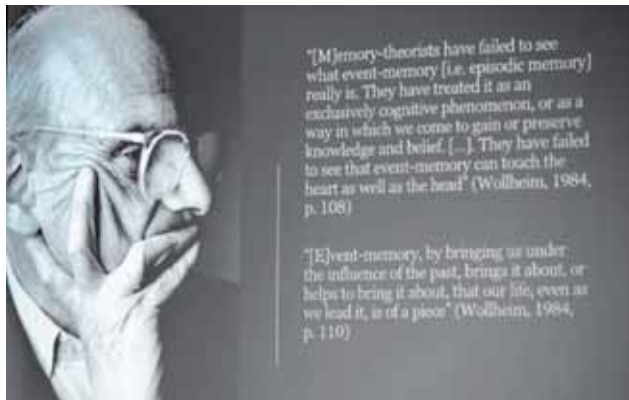 "[M]emory-theorists have failed to see
what event-memory [i.e. episodic memory]
really is. They have treated it as an
exclusively cognitive phenomenon, or as a
way in which we come to gain or preserve
knowledge and belief. [...]. They have failed
to see that event-memory can touch the
heart as well as the head" (Wollheim, 1984,
p. 108)
"[E]vent-memory, by bringing us under
the influence of the past, brings it about, or
helps to bring it about, that our life, even as
we lead it, is of a piece" (Wollheim, 1984,
p. 110)